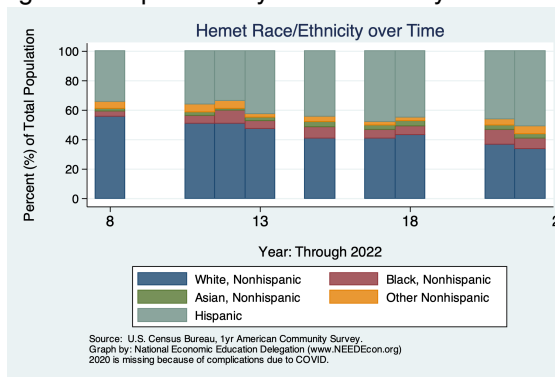 Hemet Race/Ethnicity over Time
Percent (%) of Total Population
100
80
60
40
20
0
8
13
18
2
Year: Through 2022
White, Nonhispanic
Black, Nonhispanic
Asian, Nonhispanic
Other Nonhispanic
Hispanic
Source: U.S. Census Bureau, 1yr American Community Survey.
Graph by: National Economic Education Delegation (www.NEEDEcon.org)
2020 is missing because of complications due to COVID.